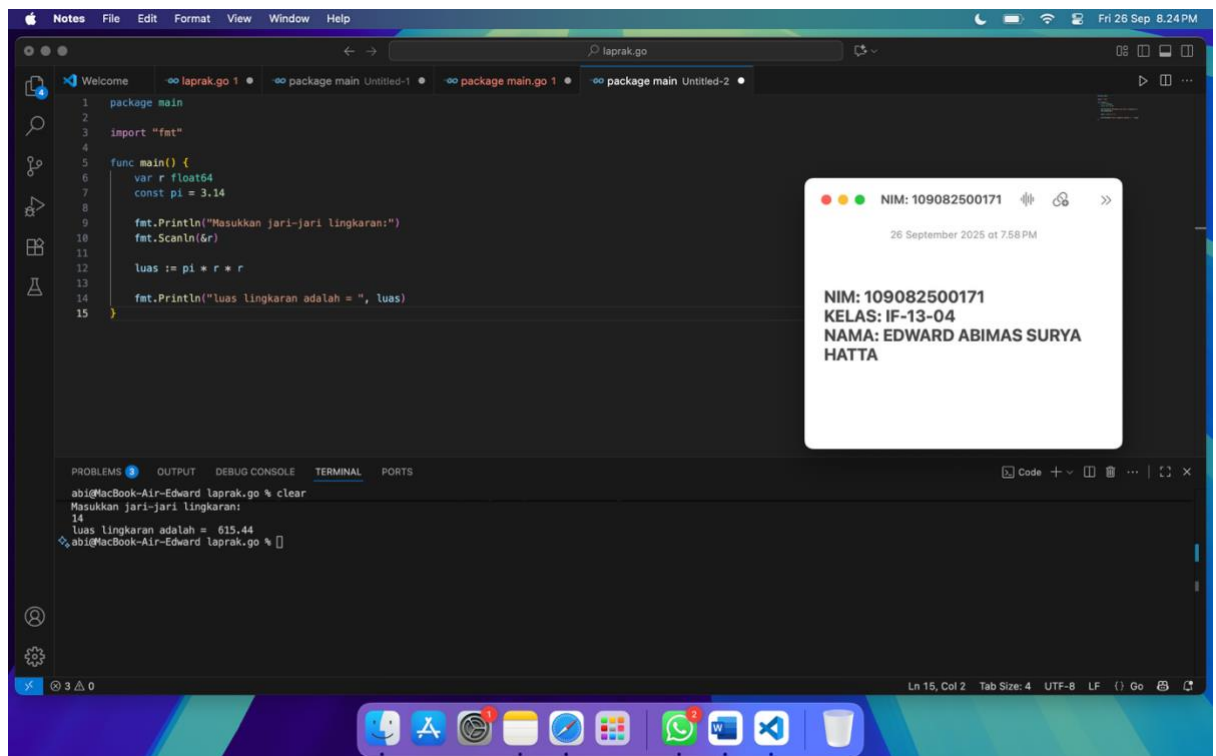 Notes File Edit Format View Window Help Fri 26 Sep 8.24 PM
laprak.go
Welcome laprak.go 1 package main Untitled-1 package main.go 1 package main Untitled-2
4
1 package main
2
3 import "fmt"
4
5 func main() {
6 var r float64
7 const pi = 3.14
8
9 fmt.Println("Masukkan jari-jari lingkaran:")
10 fmt.Scanln(&r)
11
12 luas := pi * r * r
13
14 fmt.Println("luas lingkaran adalah = ", luas)
15 }
NIM: 109082500171
26 September 2025 at 7.58 PM
NIM: 109082500171
KELAS: IF-13-04
NAMA: EDWARD ABIMAS SURYA
HATTA
PROBLEMS 3 OUTPUT DEBUG CONSOLE TERMINAL PORTS Code
abi@MacBook-Air-Edward laprak.go % clear
Masukkan jari-jari lingkaran:
14
luas lingkaran adalah = 615.44
abi@MacBook-Air-Edward laprak.go %
3 0 Ln 15, Col 2 Tab Size: 4 UTF-8 LF {} Go
1 2 W